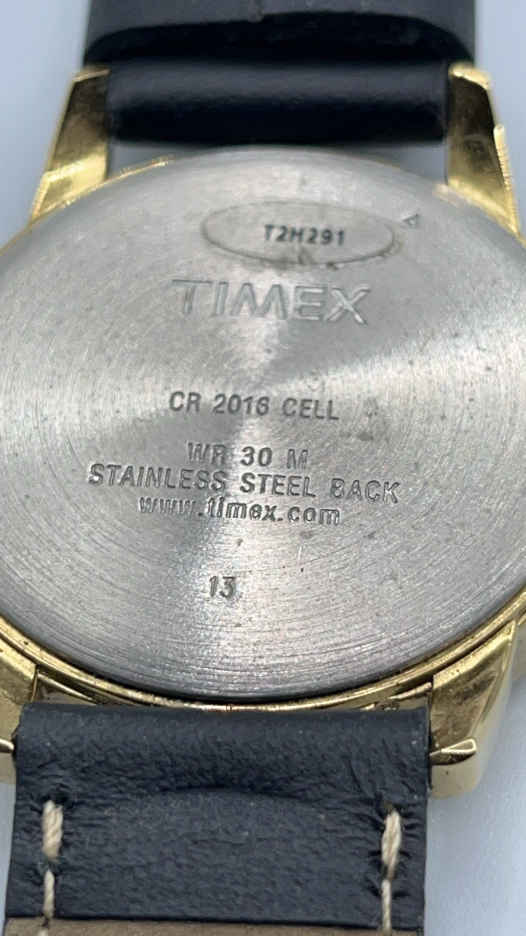 T2H291
TIMEX
CR 2016 CELL
WR 30 M
STAINLESS STEEL BACK
www.timex.com
13